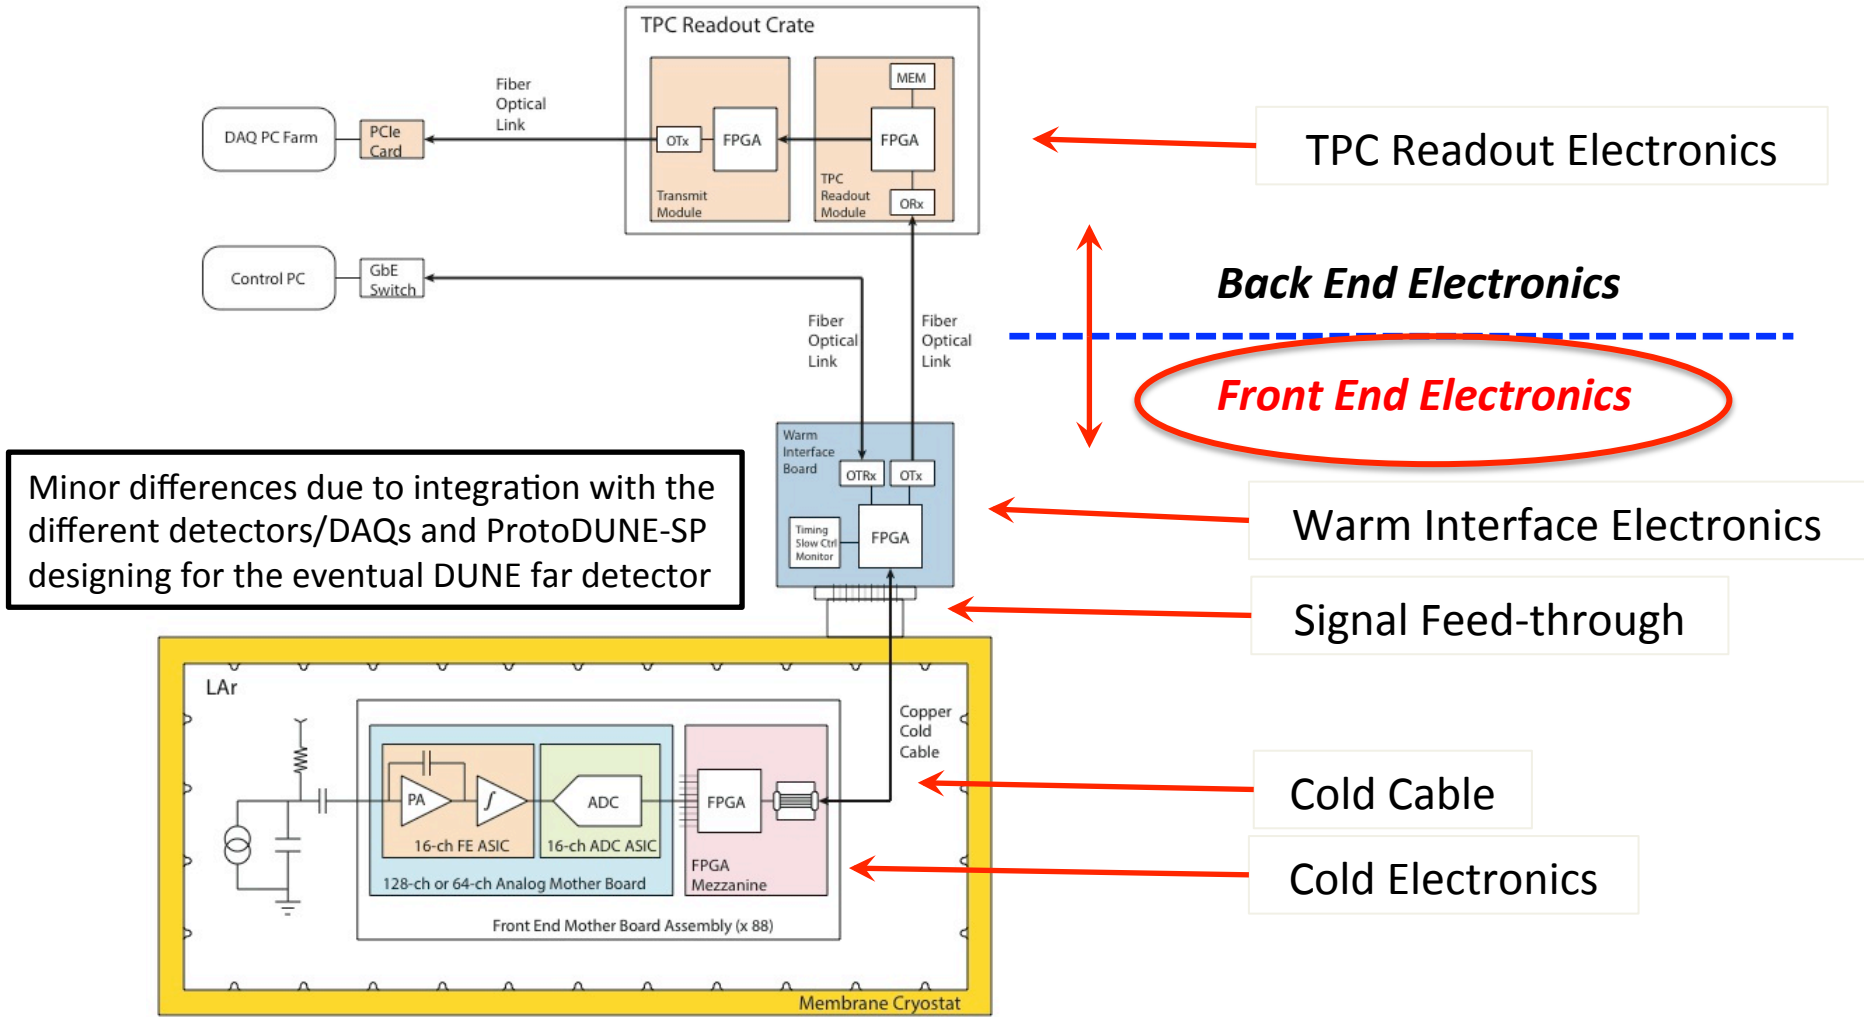 TPC Readout Crate
MEM
FPGA
TPC
Readout
Module
ORx
FPGA
OTx
Transmit
Module
Fiber
Optical
Link
PCIe
Card
DAQ PC Farm
TPC Readout Electronics
Control PC
GbE
Switch
Fiber
Optical
Link
Fiber
Optical
Link
Back End Electronics
Front End Electronics
Warm
Interface
Board
OTRx
OTx
Timing
Slow Ctrl
Monitor
FPGA
Minor differences due to integration with the
different detectors/DAQs and ProtoDUNE-SP
designing for the eventual DUNE far detector
Warm Interface Electronics
Signal Feed-through
LAr
Copper
Cold
Cable
PA
∫
ADC
FPGA
16-ch FE ASIC
16-ch ADC ASIC
128-ch or 64-ch Analog Mother Board
FPGA
Mezzanine
Front End Mother Board Assembly (x 88)
Cold Cable
Cold Electronics
Membrane Cryostat